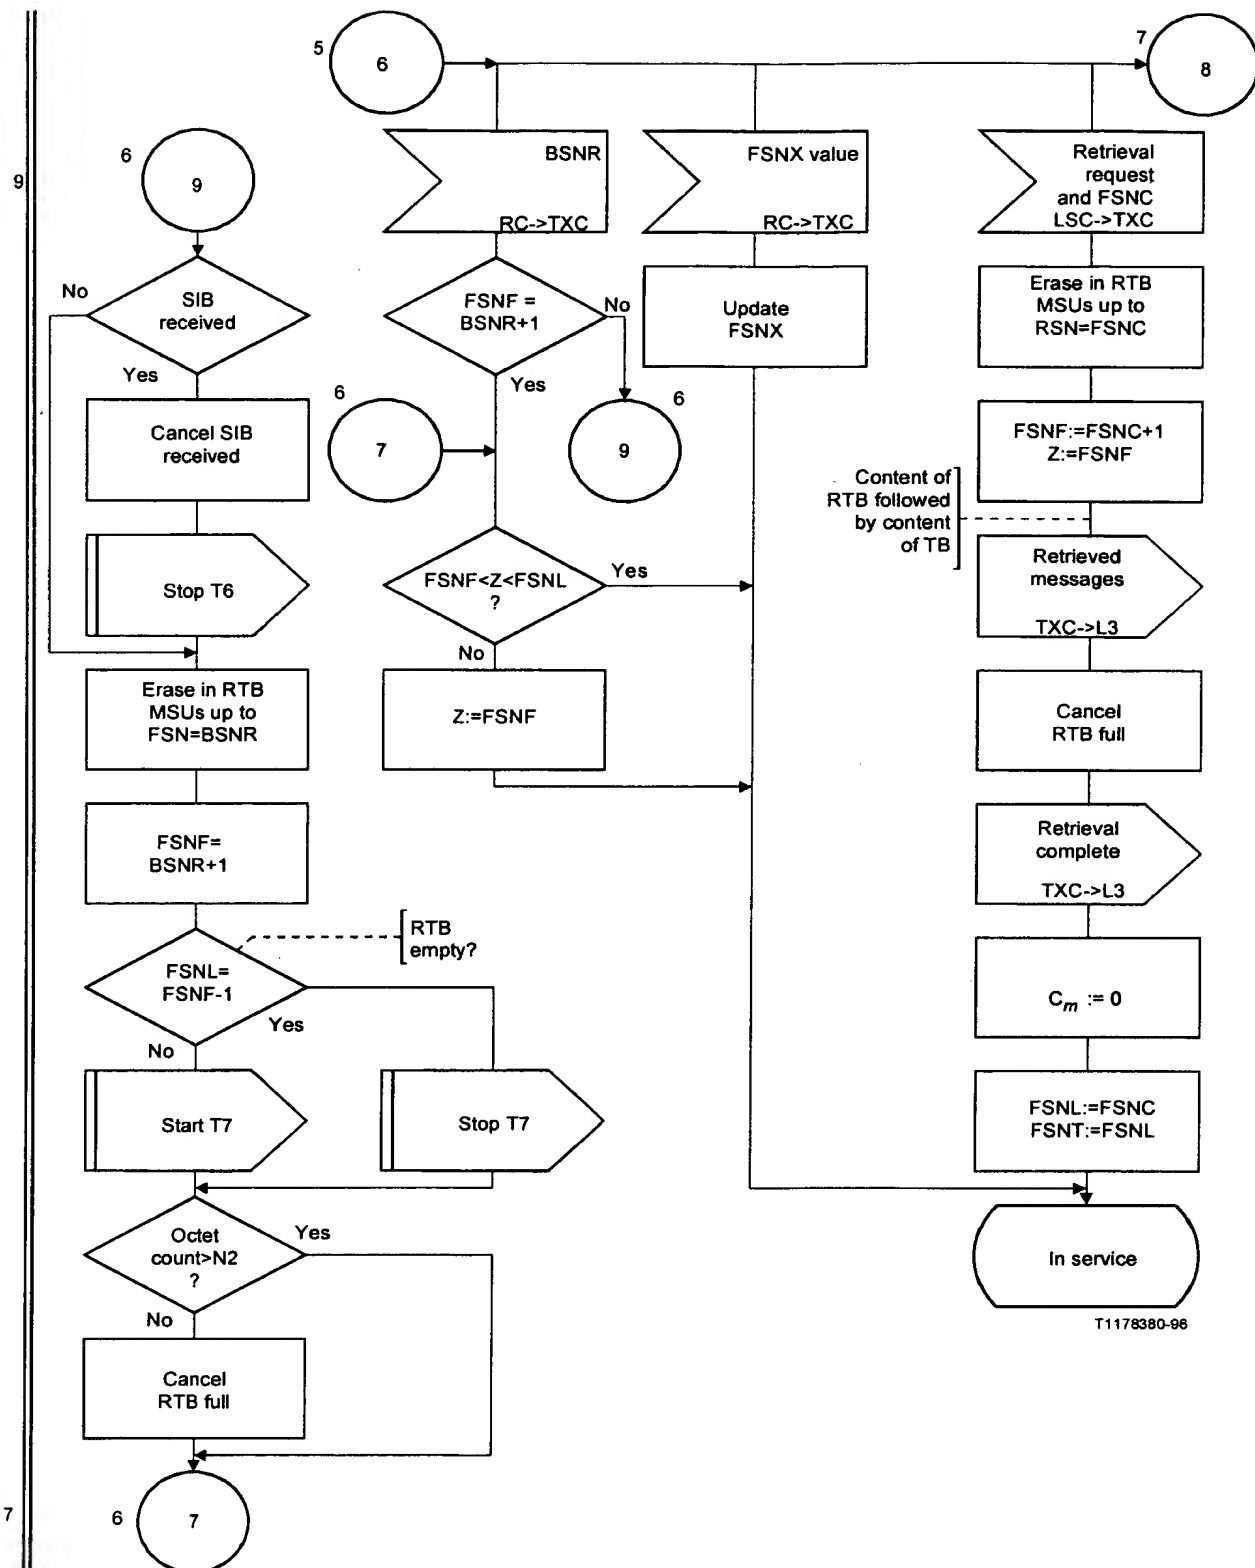 5
6
7
8
BSNR
RC->TXC
FSNX value
RC->TXC
Retrieval
request
and FSNC
LSC->TXC
6
9
9
No
SIB
received
Yes
FSNF =
BSNR+1
No
Yes
Update
FSNX
Erase in RTB
MSUs up to
RSN=FSNC
Cancel SIB
received
6
7
6
9
FSNF:=FSNC+1
Z:=FSNF
Content of
RTB followed
by content
of TB
Stop T6
FSNF<Z<FSNL
?
Yes
No
Retrieved
messages
TXC->L3
Erase in RTB
MSUs up to
FSN=BSNR
Z:=FSNF
Cancel
RTB full
FSNF=
BSNR+1
Retrieval
complete
TXC->L3
RTB
empty?
FSNL=
FSNF-1
Yes
No
Cm := 0
Start T7
Stop T7
FSNL:=FSNC
FSNT:=FSNL
Octet
count>N2
?
Yes
No
In service
T1178380-96
Cancel
RTB full
7
6
7